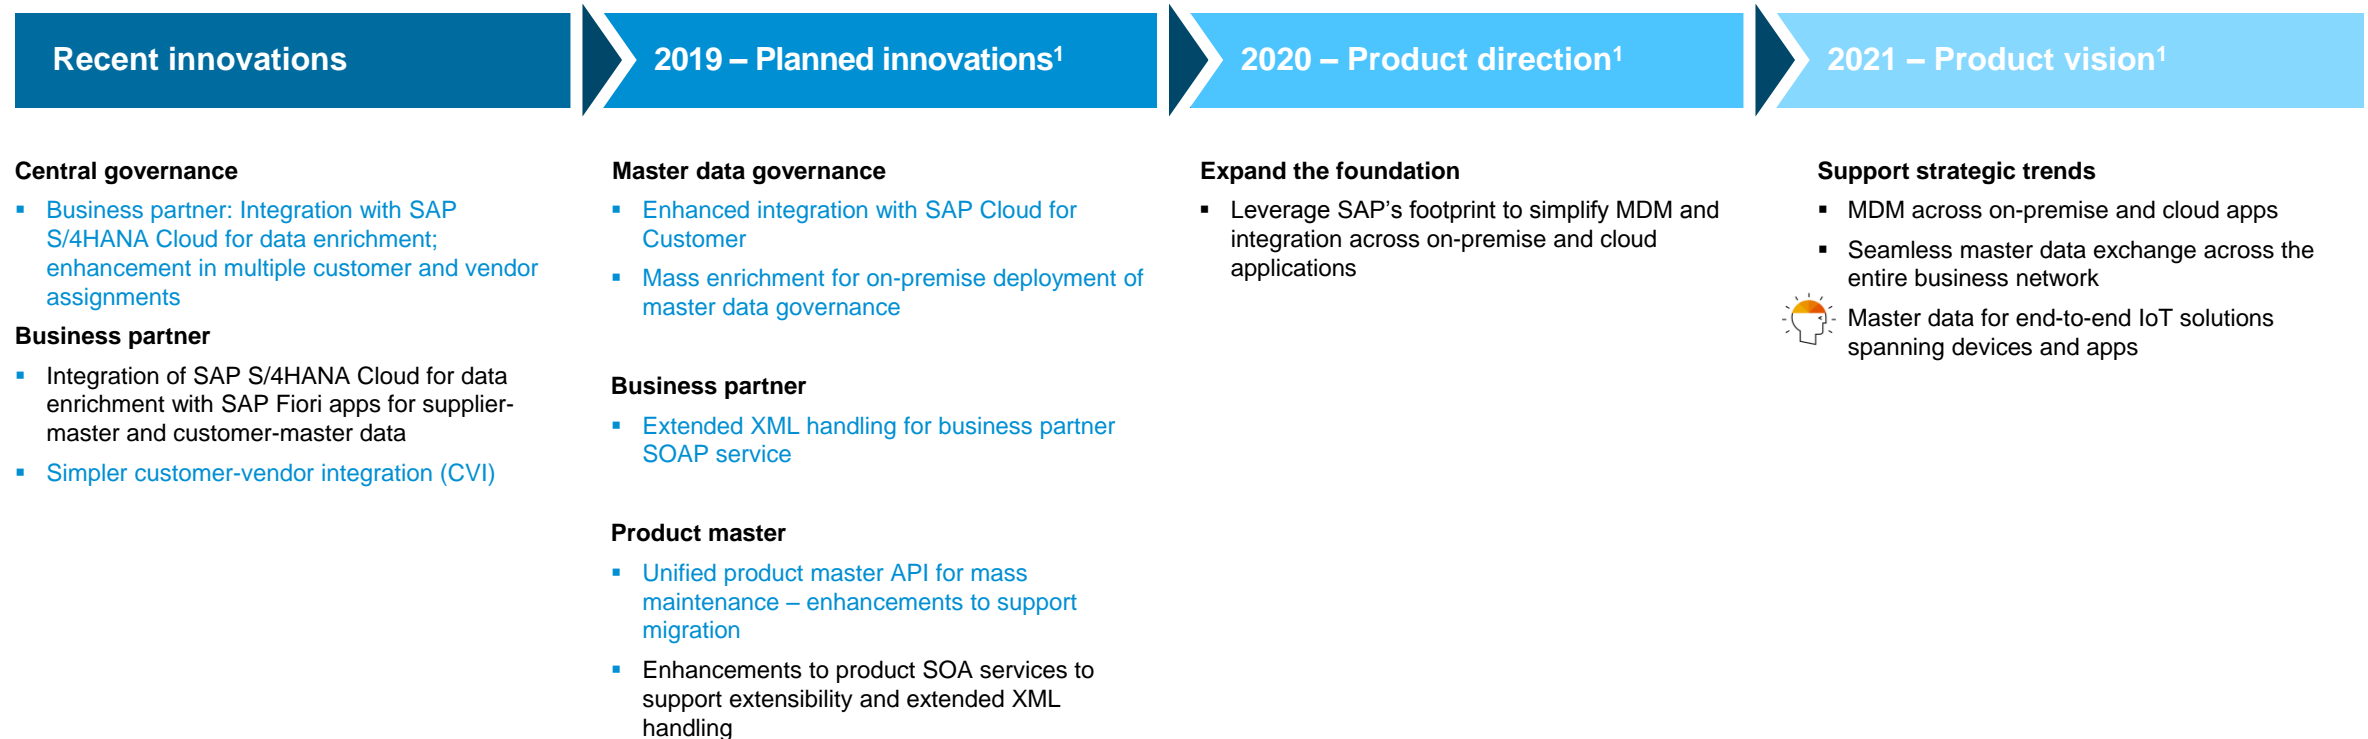 Recent innovations
2019 – Planned innovations¹
2020 – Product direction¹
2021 – Product vision¹
Central governance
▪ Business partner: Integration with SAP
S/4HANA Cloud for data enrichment;
enhancement in multiple customer and vendor
assignments
Business partner
▪ Integration of SAP S/4HANA Cloud for data
enrichment with SAP Fiori apps for supplier-
master and customer-master data
▪ Simpler customer-vendor integration (CVI)
Master data governance
▪ Enhanced integration with SAP Cloud for
Customer
▪ Mass enrichment for on-premise deployment of
master data governance
Business partner
▪ Extended XML handling for business partner
SOAP service
Product master
▪ Unified product master API for mass
maintenance – enhancements to support
migration
▪ Enhancements to product SOA services to
support extensibility and extended XML
handling
Expand the foundation
▪ Leverage SAP’s footprint to simplify MDM and
integration across on-premise and cloud
applications
Support strategic trends
▪ MDM across on-premise and cloud apps
▪ Seamless master data exchange across the
entire business network
Master data for end-to-end IoT solutions
spanning devices and apps